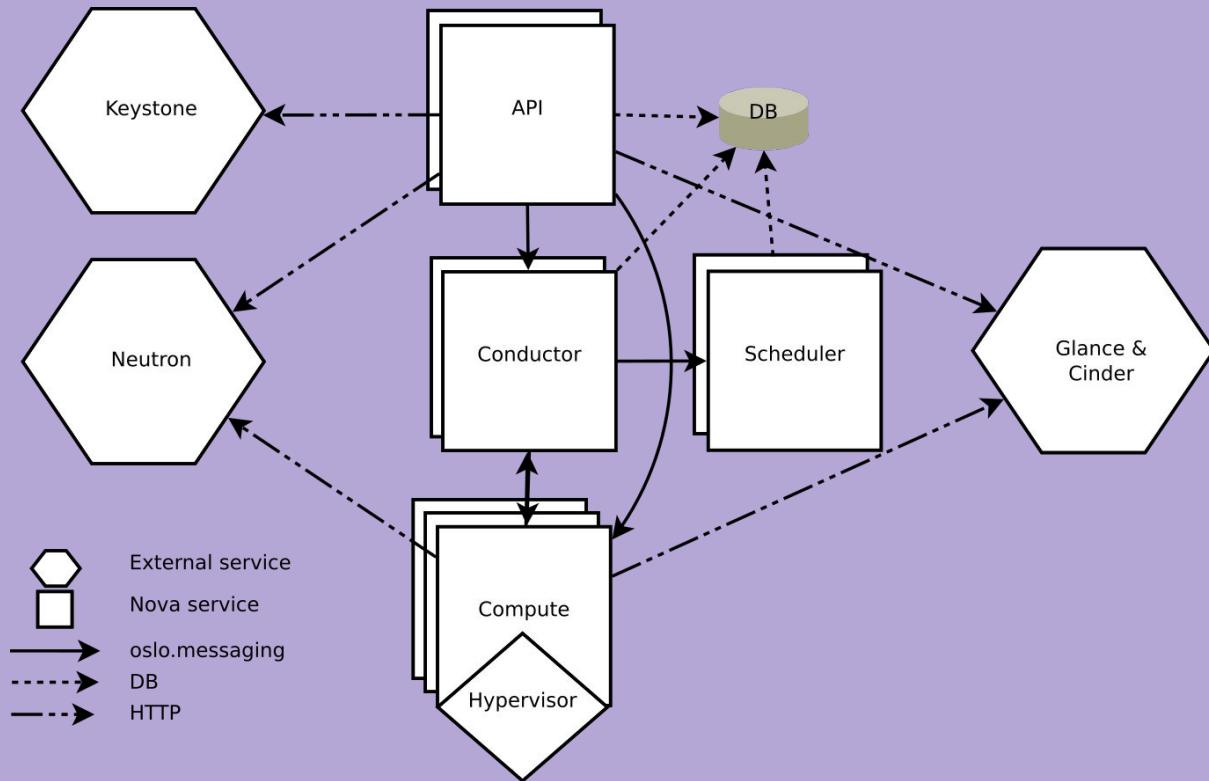 Keystone
API
DB
Neutron
Conductor
Scheduler
Glance &
Cinder
Compute
Hypervisor
External service
Nova service
oslo.messaging
DB
HTTP